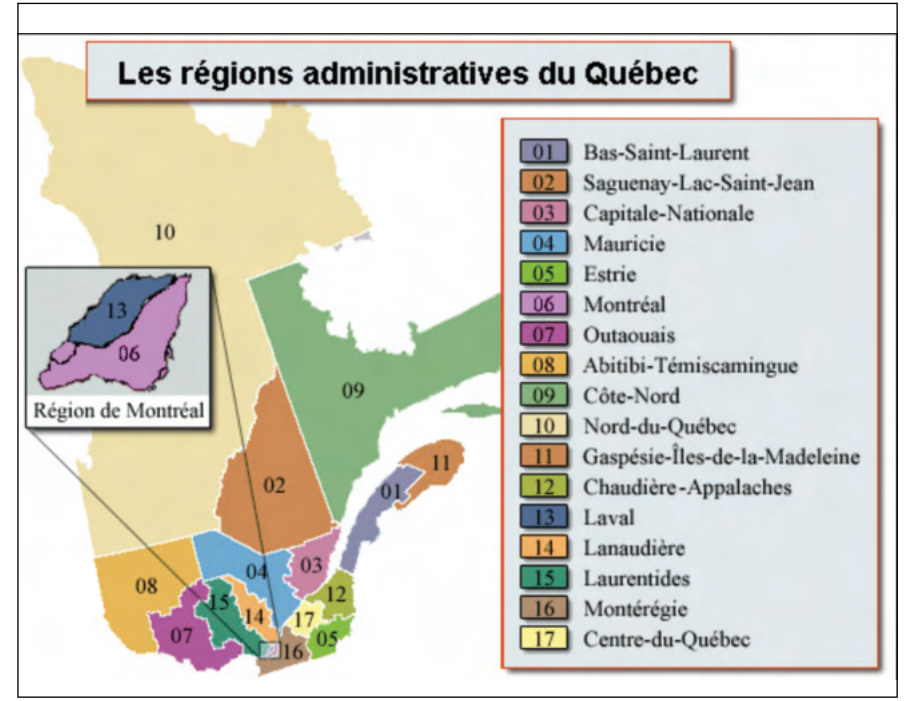 Les régions administratives du Québec
01 Bas-Saint-Laurent
02 Saguenay-Lac-Saint-Jean
03 Capitale-Nationale
04 Mauricie
05 Estrie
06 Montréal
07 Outaouais
08 Abitibi-Témiscamingue
09 Côte-Nord
10 Nord-du-Québec
11 Gaspésie-Îles-de-la-Madeleine
12 Chaudière-Appalaches
13 Laval
14 Lanaudière
15 Laurentides
16 Montérégie
17 Centre-du-Québec
10
13
06
Région de Montréal
09
11
02
01
03
04
08
12
15
14
17
07
05
16